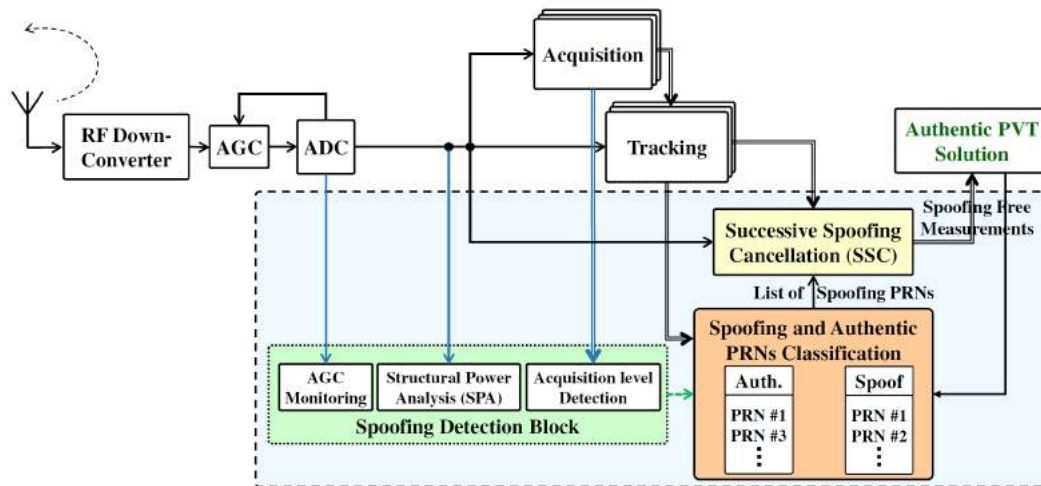 Acquisition
RF Down-
Converter
AGC
ADC
Tracking
Authentic PVT
Solution
Spoofing Free
Measurements
Successive Spoofing
Cancellation (SSC)
List of Spoofing PRNs
Spoofing and Authentic
PRNs Classification
Auth.
PRN #1
PRN #3
Spoof
PRN #1
PRN #2
AGC
Monitoring
Structural Power
Analysis (SPA)
Acquisition level
Detection
Spoofing Detection Block